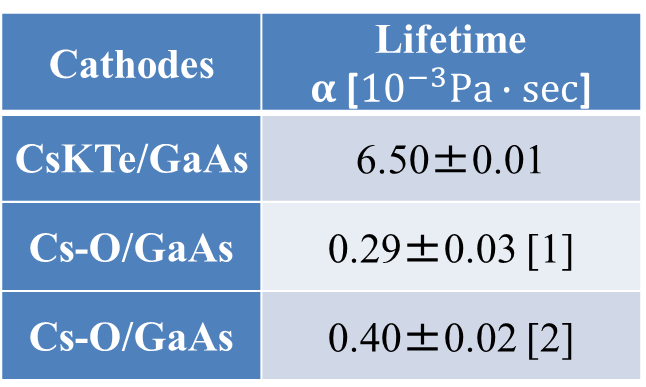 Cathodes
Lifetime
α [10⁻³Pa · sec]
CsKTe/GaAs
6.50±0.01
Cs-O/GaAs
0.29±0.03 [1]
Cs-O/GaAs
0.40±0.02 [2]